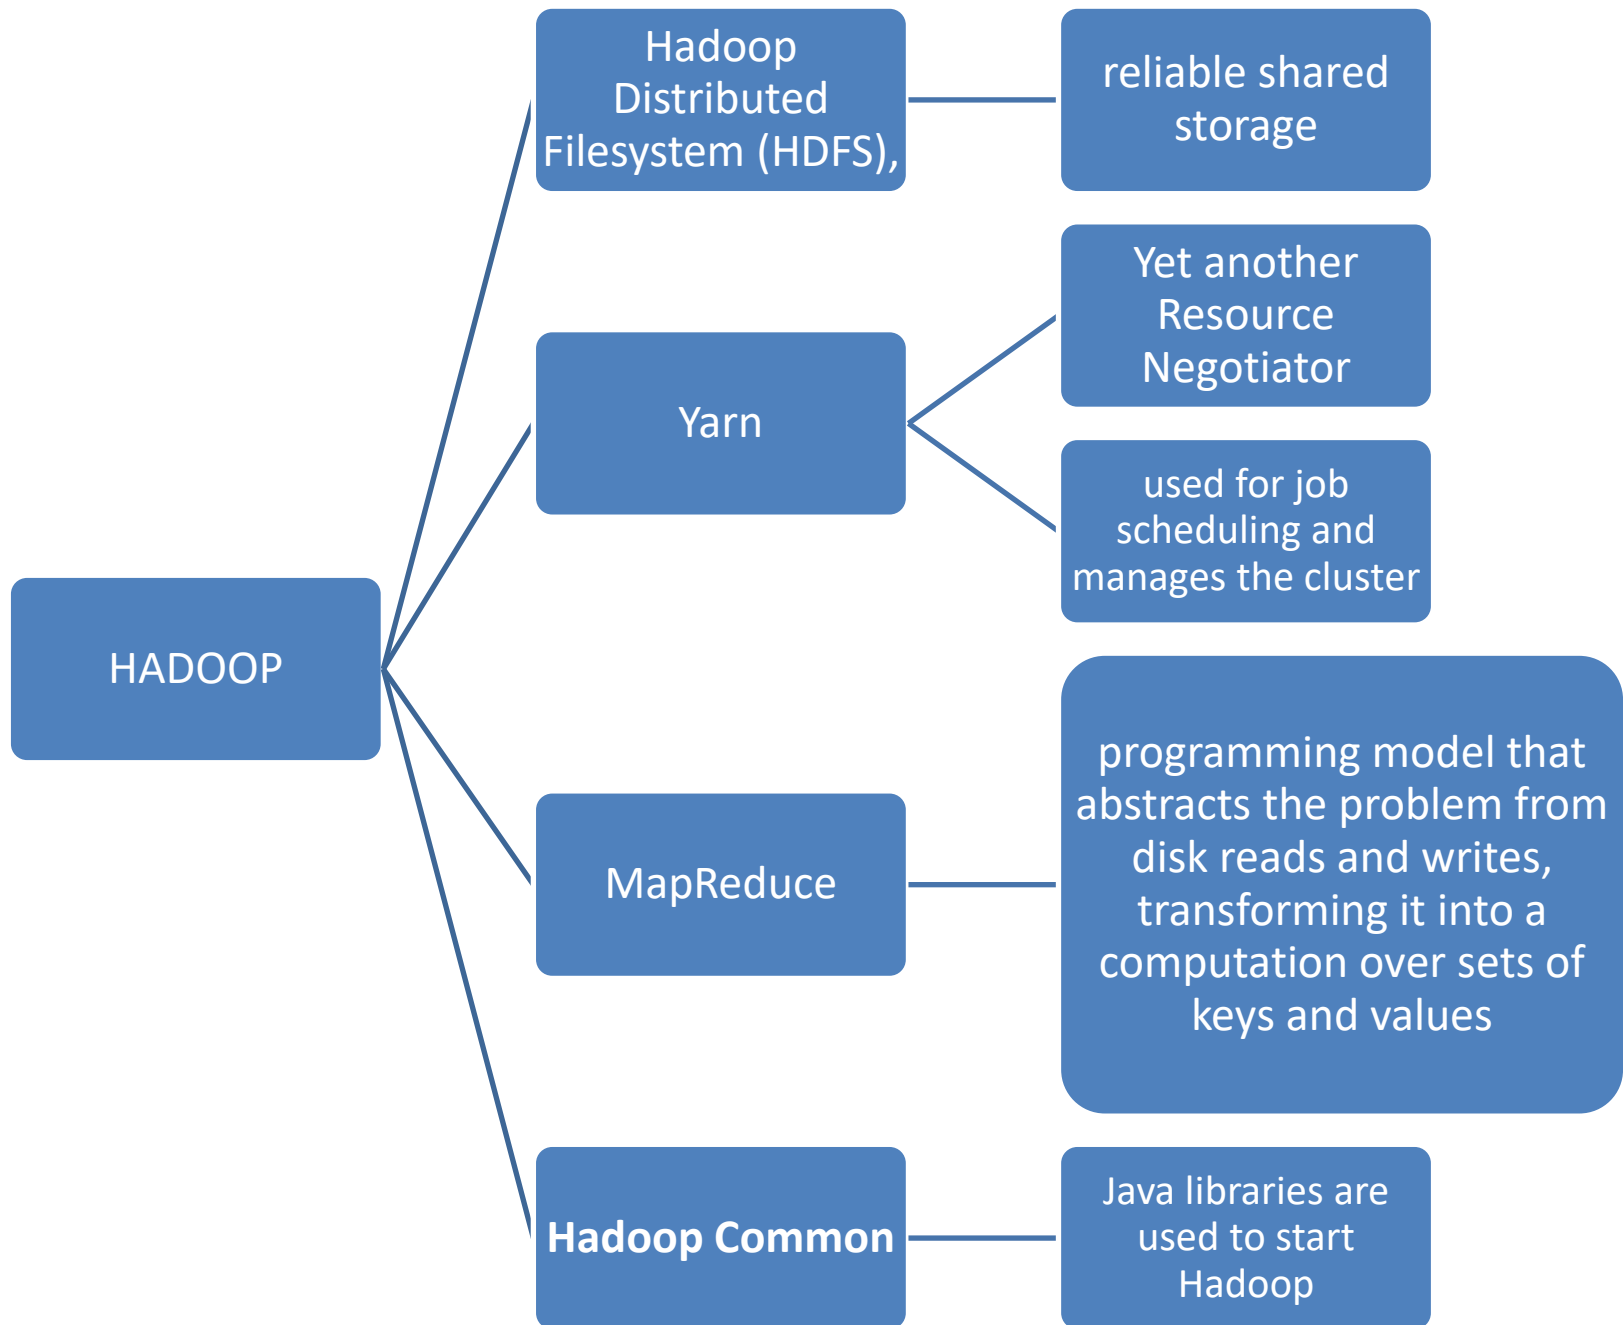 Hadoop
Distributed
Filesystem (HDFS),
reliable shared
storage
Yet another
Resource
Negotiator
Yarn
used for job
scheduling and
manages the cluster
HADOOP
programming model that
abstracts the problem from
disk reads and writes,
transforming it into a
computation over sets of
keys and values
MapReduce
Hadoop Common
Java libraries are
used to start
Hadoop